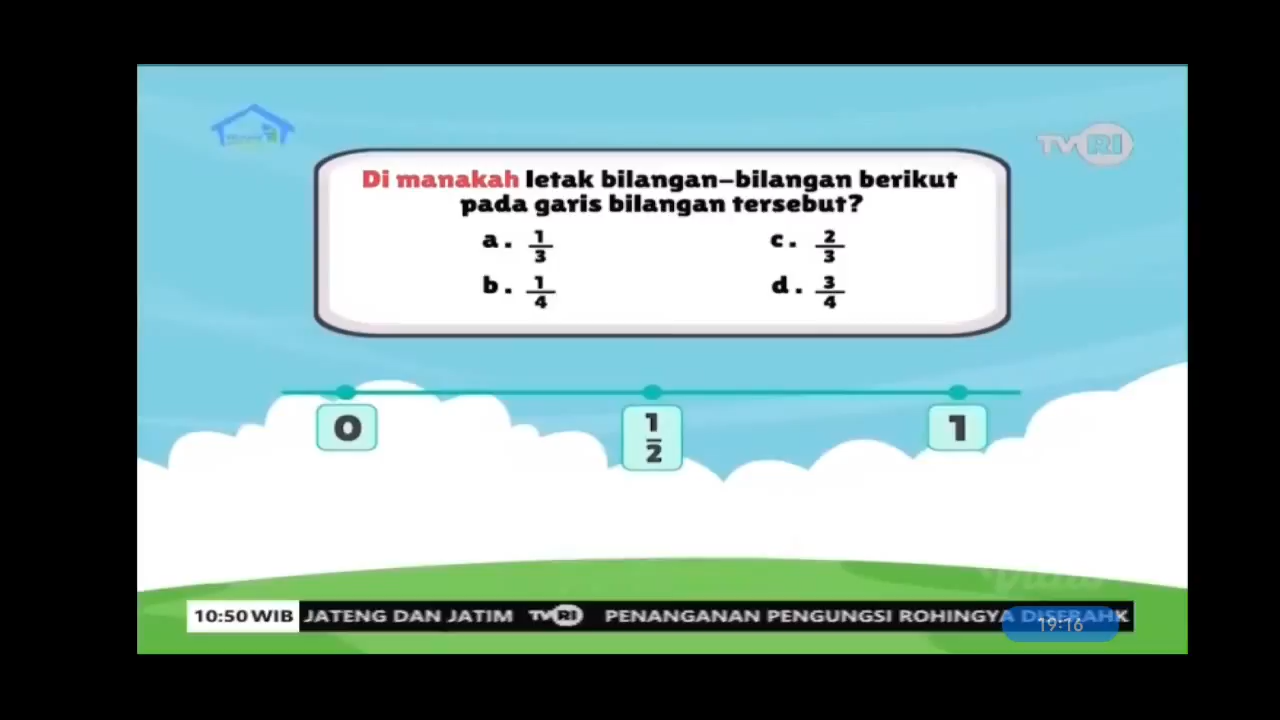 TVRI
Di manakah letak bilangan-bilangan berikut
pada garis bilangan tersebut?
a. 1/3
c. 2/3
b. 1/4
d. 3/4
0
1/2
1
10:50 WIB JATENG DAN JATIM TVRI PENANGANAN PENGUNGSI ROHINGYA DISERAHK
19:16